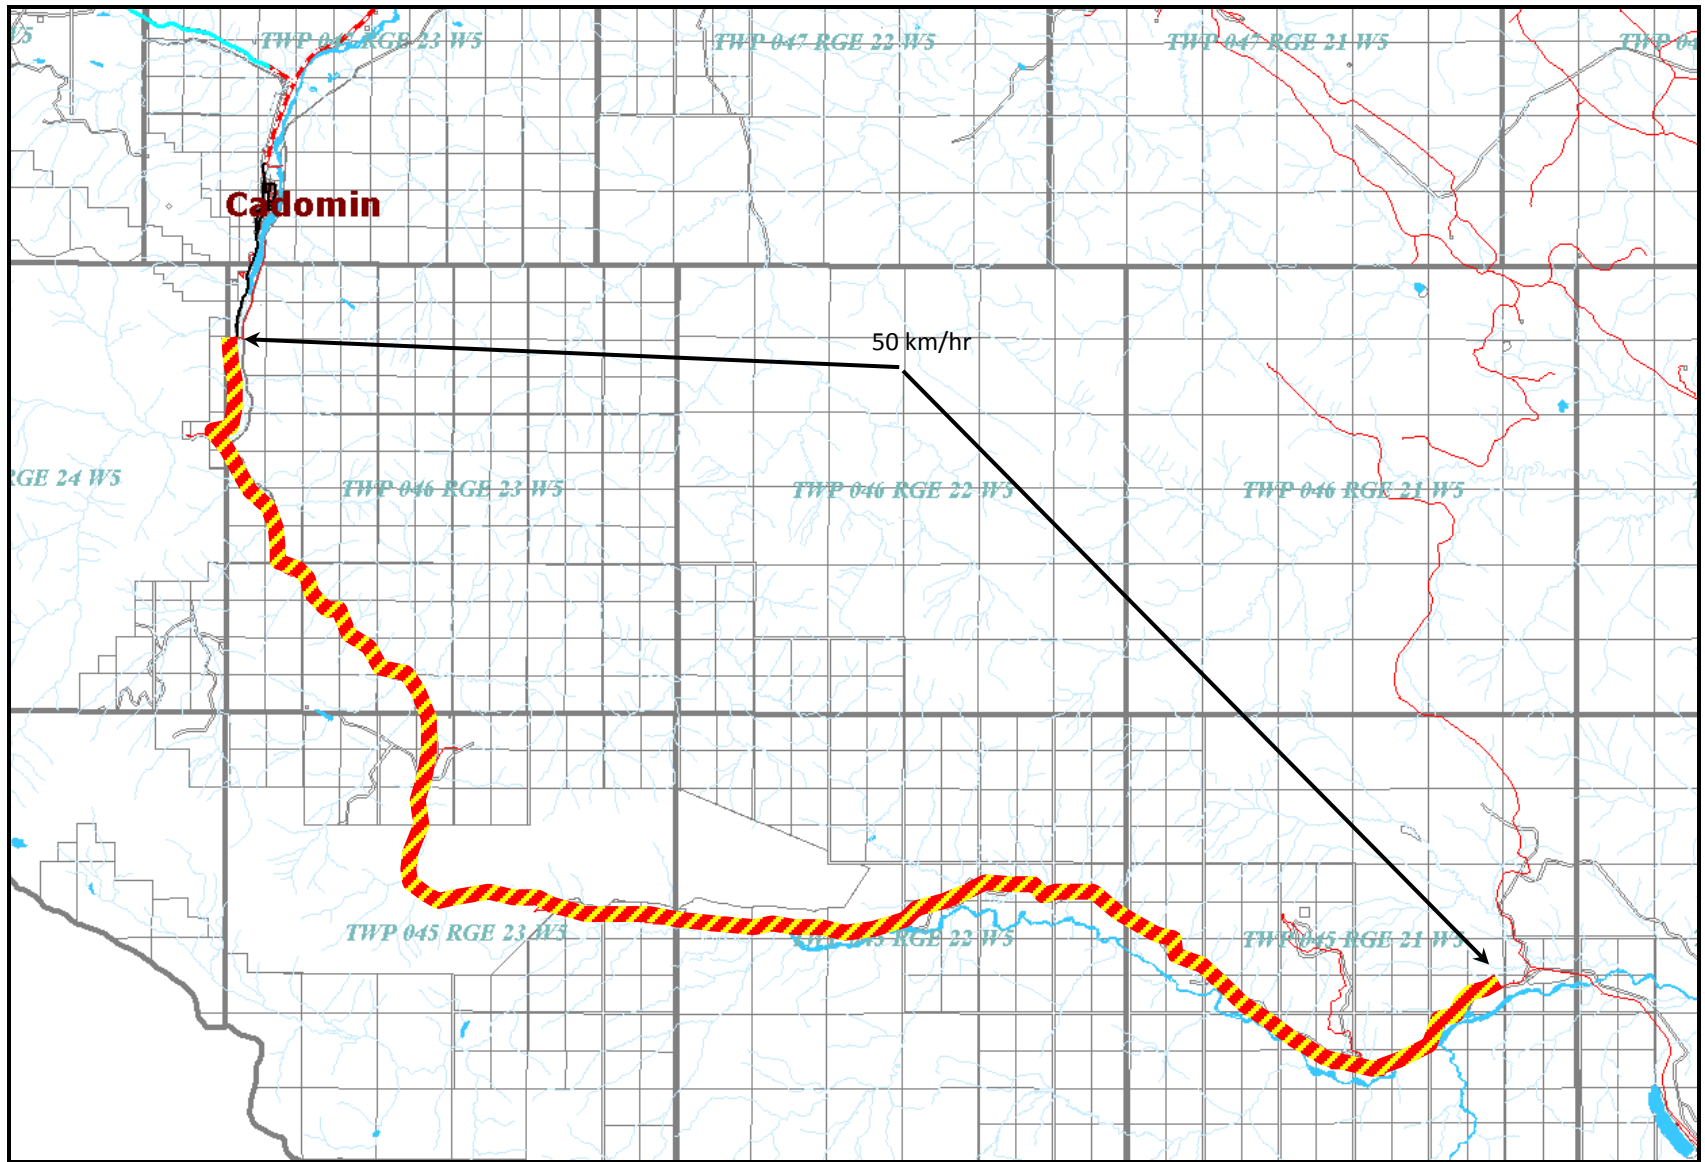 TWP 047 RGE 22 W5
TWP 047 RGE 21 W5
Cadomin
50 km/hr
RGE 24 W5
TWP 046 RGE 23 W5
TWP 046 RGE 22 W5
TWP 046 RGE 21 W5
TWP 045 RGE 23 W5
TWP 045 RGE 22 W5
TWP 045 RGE 21 W5